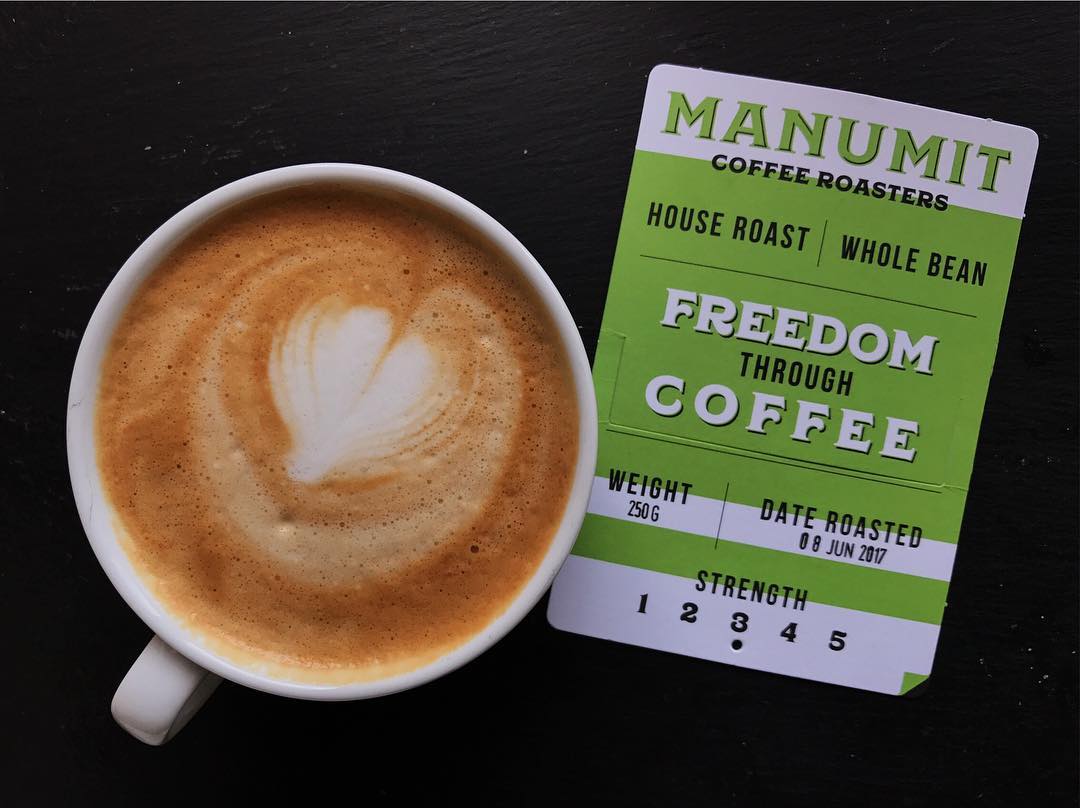 MANUMIT
COFFEE ROASTERS
HOUSE ROAST WHOLE BEAN
FREEDOM
THROUGH
COFFEE
WEIGHT DATE ROASTED
250G 08 JUN 2017
STRENGTH
1 2 3 4 5